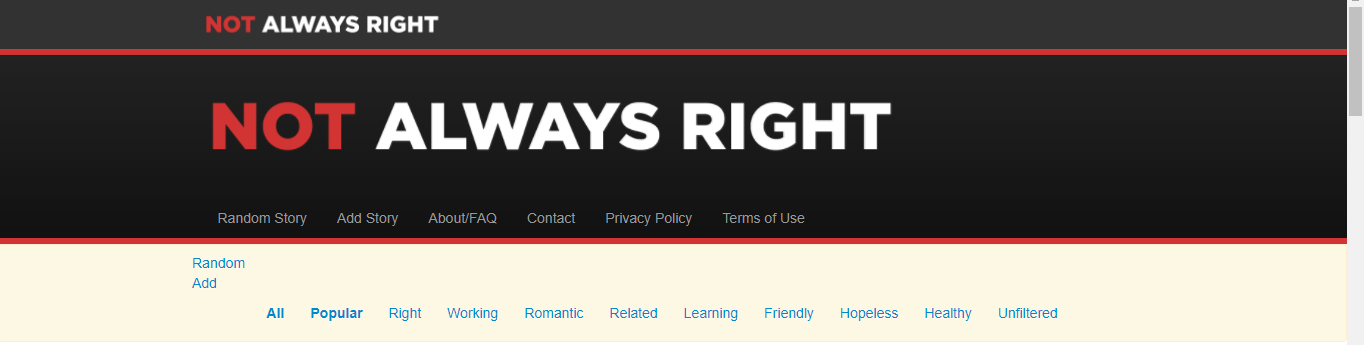 NOT ALWAYS RIGHT
NOT ALWAYS RIGHT
Random Story Add Story About/FAQ Contact Privacy Policy Terms of Use
Random
Add
All Popular Right Working Romantic Related Learning Friendly Hopeless Healthy Unfiltered